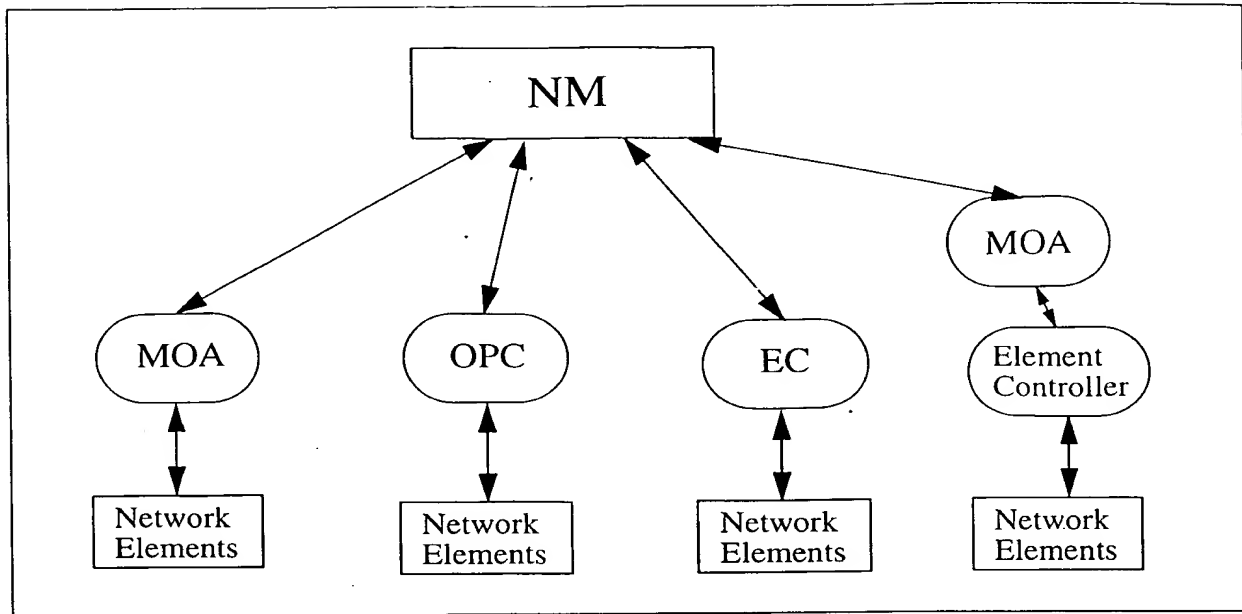 NM
MOA
MOA
OPC
EC
Element
Controller
Network
Elements
Network
Elements
Network
Elements
Network
Elements